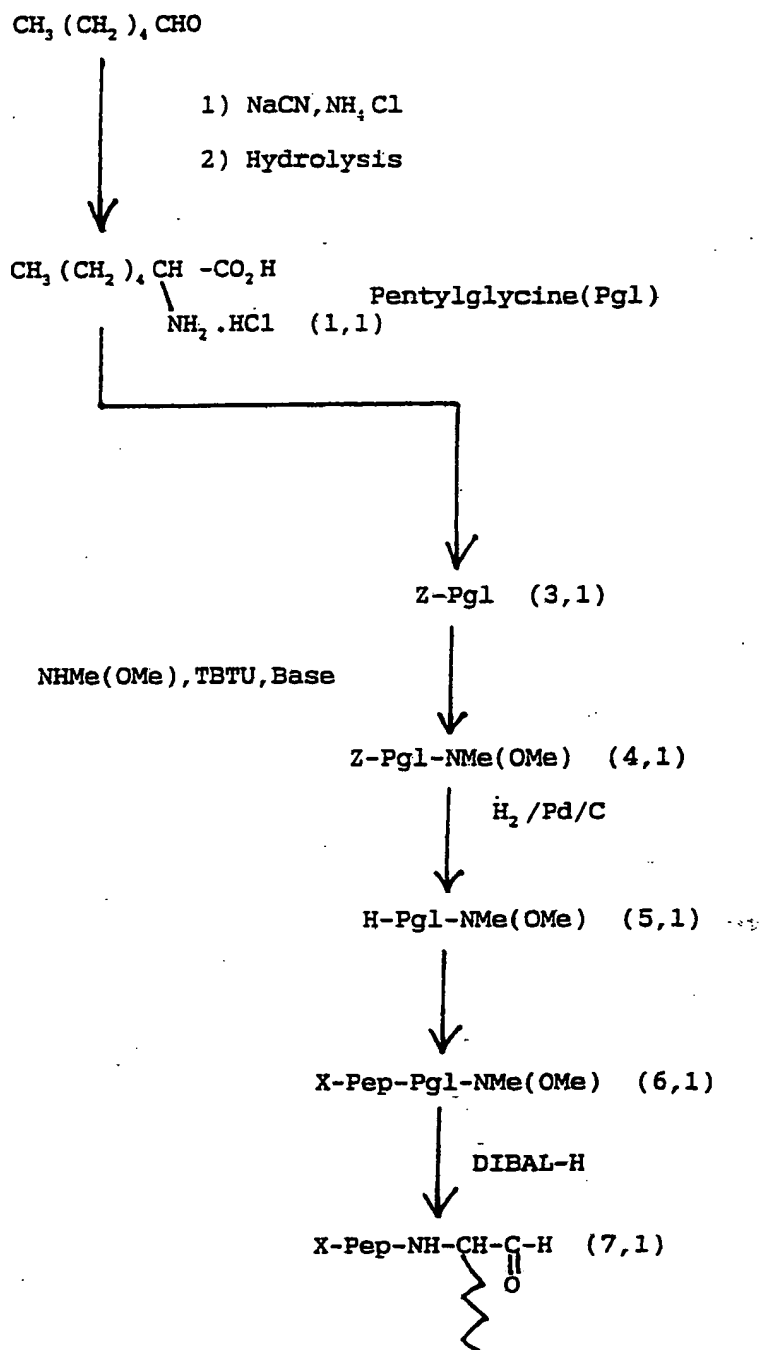 CH₃(CH₂)₄CHO
1) NaCN,NH₄Cl
2) Hydrolysis
CH₃(CH₂)₄CH-CO₂H
Pentylglycine(Pgl)
NH₂.HCl (1,1)
Z-Pgl (3,1)
NHMe(OMe),TBTU,Base
Z-Pgl-NMe(OMe) (4,1)
H₂/Pd/C
H-Pgl-NMe(OMe) (5,1)
X-Pep-Pgl-NMe(OMe) (6,1)
DIBAL-H
X-Pep-NH-CH-C-H (7,1)
O